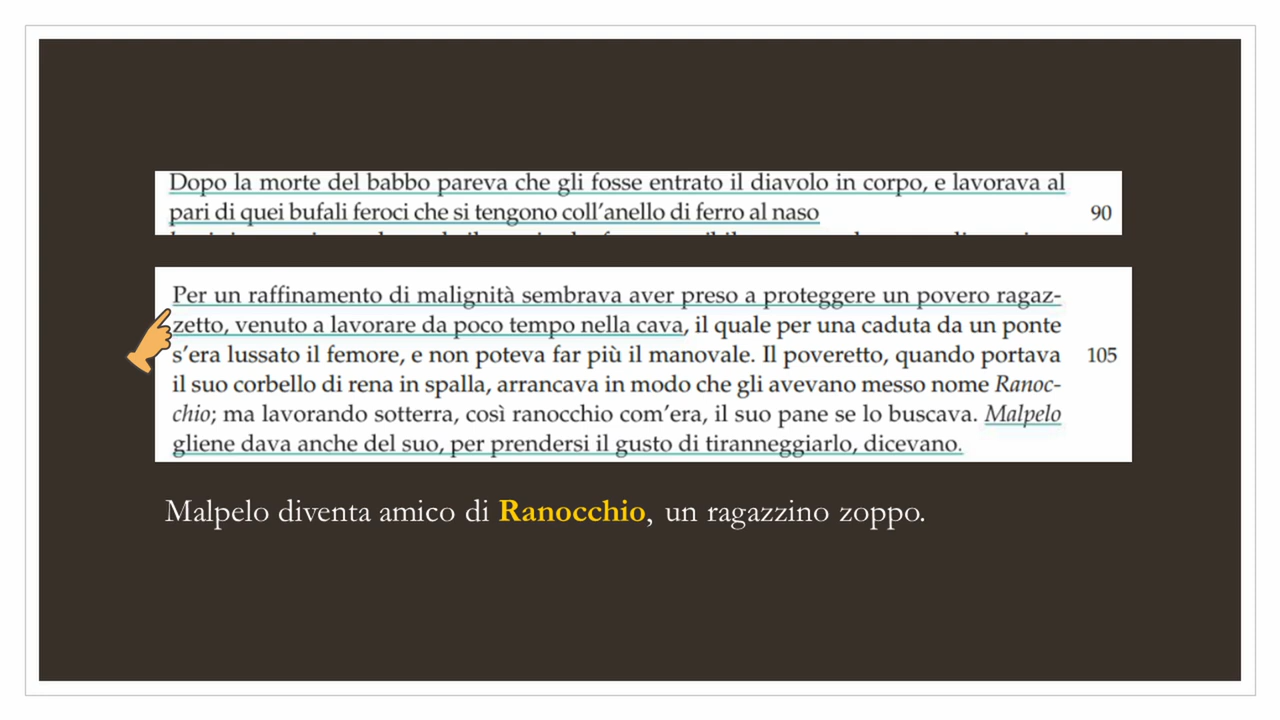 Dopo la morte del babbo pareva che gli fosse entrato il diavolo in corpo, e lavorava al
pari di quei bufali feroci che si tengono coll'anello di ferro al naso 90
Per un raffinamento di malignità sembrava aver preso a proteggere un povero ragaz-
zetto, venuto a lavorare da poco tempo nella cava, il quale per una caduta da un ponte
s'era lussato il femore, e non poteva far più il manovale. Il poveretto, quando portava 105
il suo corbello di rena in spalla, arrancava in modo che gli avevano messo nome Ranoc-
chio; ma lavorando sotterra, così ranocchio com'era, il suo pane se lo buscava. Malpelo
gliene dava anche del suo, per prendersi il gusto di tiranneggiarlo, dicevano.
Malpelo diventa amico di Ranocchio, un ragazzino zoppo.